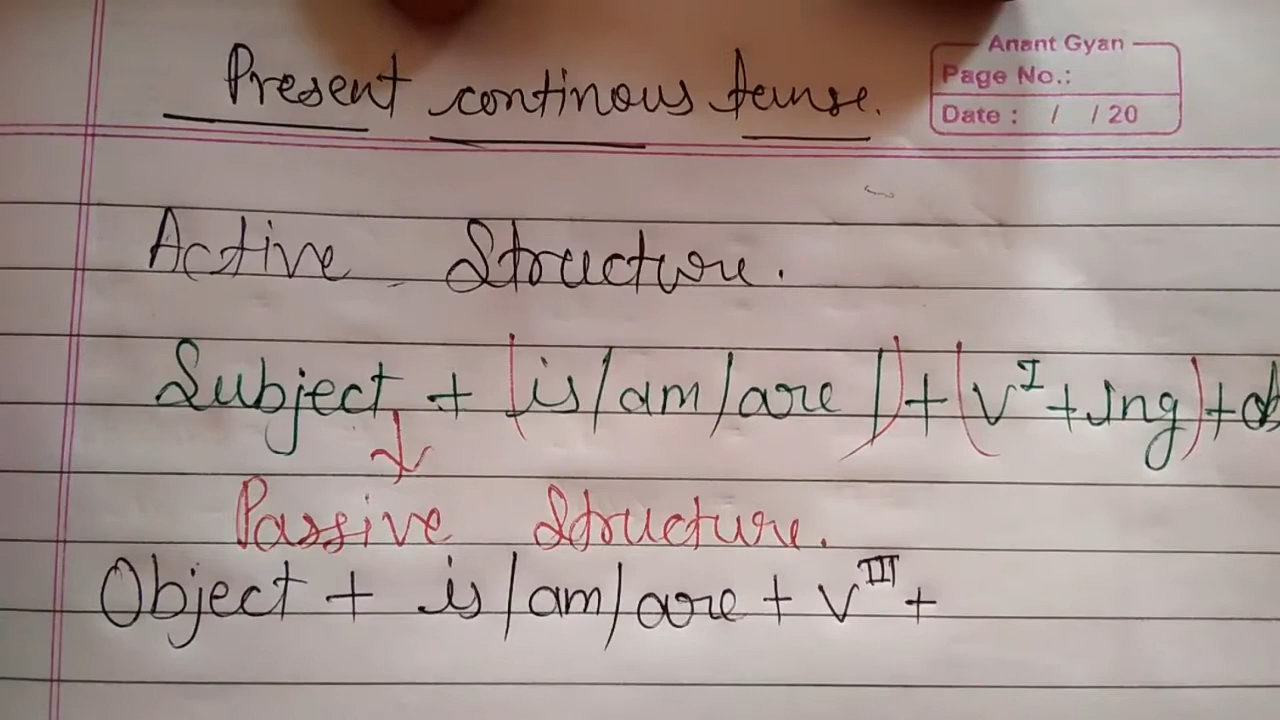 Anant Gyan
Page No.:
Date : / / 20
Present continous tense.
Active Structure.
Subject + (is/am/are) + (V^I + ing) + ob
Passive Structure.
Object + is/am/are + V^III +